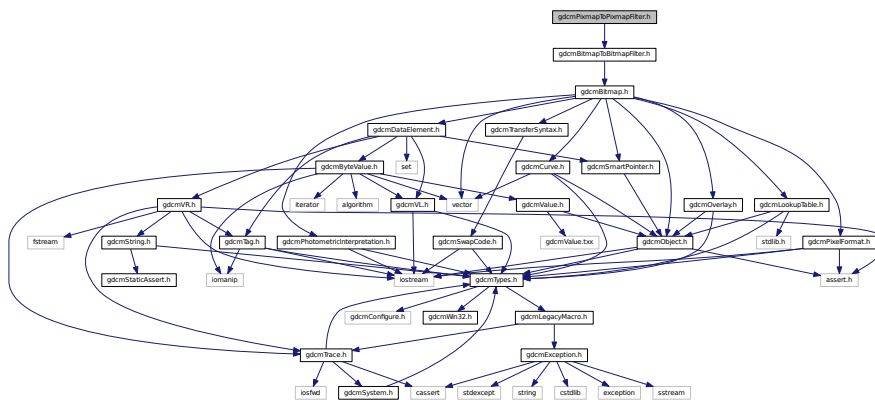 gdcmPixmapToPixmapFilter.h
gdcmBitmapToBitmapFilter.h
gdcmBitmap.h
gdcmDataElement.h
gdcmTransferSyntax.h
gdcmByteValue.h
set
gdcmCurve.h
gdcmSmartPointer.h
gdcmVR.h
iterator
algorithm
gdcmVL.h
vector
gdcmValue.h
gdcmOverlay.h
gdcmLookupTable.h
fstream
gdcmString.h
gdcmTag.h
gdcmPhotometricInterpretation.h
gdcmSwapCode.h
gdcmValue.txx
gdcmObject.h
stdlib.h
gdcmPixelFormat.h
gdcmStaticAssert.h
iomanip
iostream
gdcmTypes.h
assert.h
gdcmConfigure.h
gdcmWin32.h
gdcmLegacyMacro.h
gdcmTrace.h
gdcmException.h
iosfwd
gdcmSystem.h
cassert
stdexcept
string
cstdlib
exception
sstream